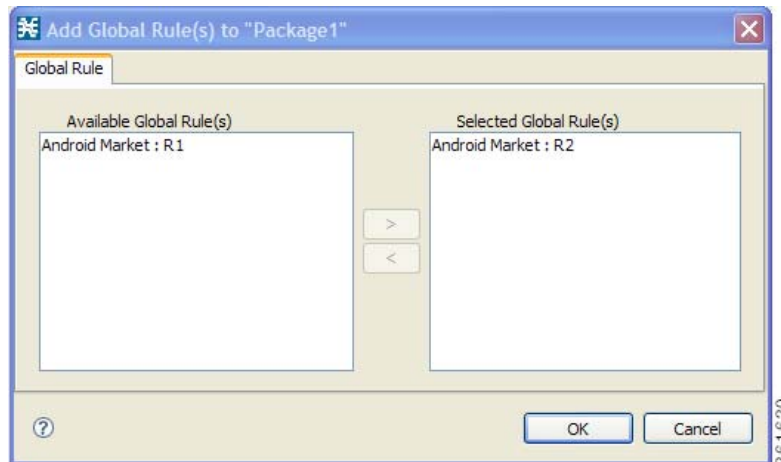 Add Global Rule(s) to "Package1"
Global Rule
Available Global Rule(s)
Selected Global Rule(s)
Android Market : R1
Android Market : R2
>
<
?
OK
Cancel